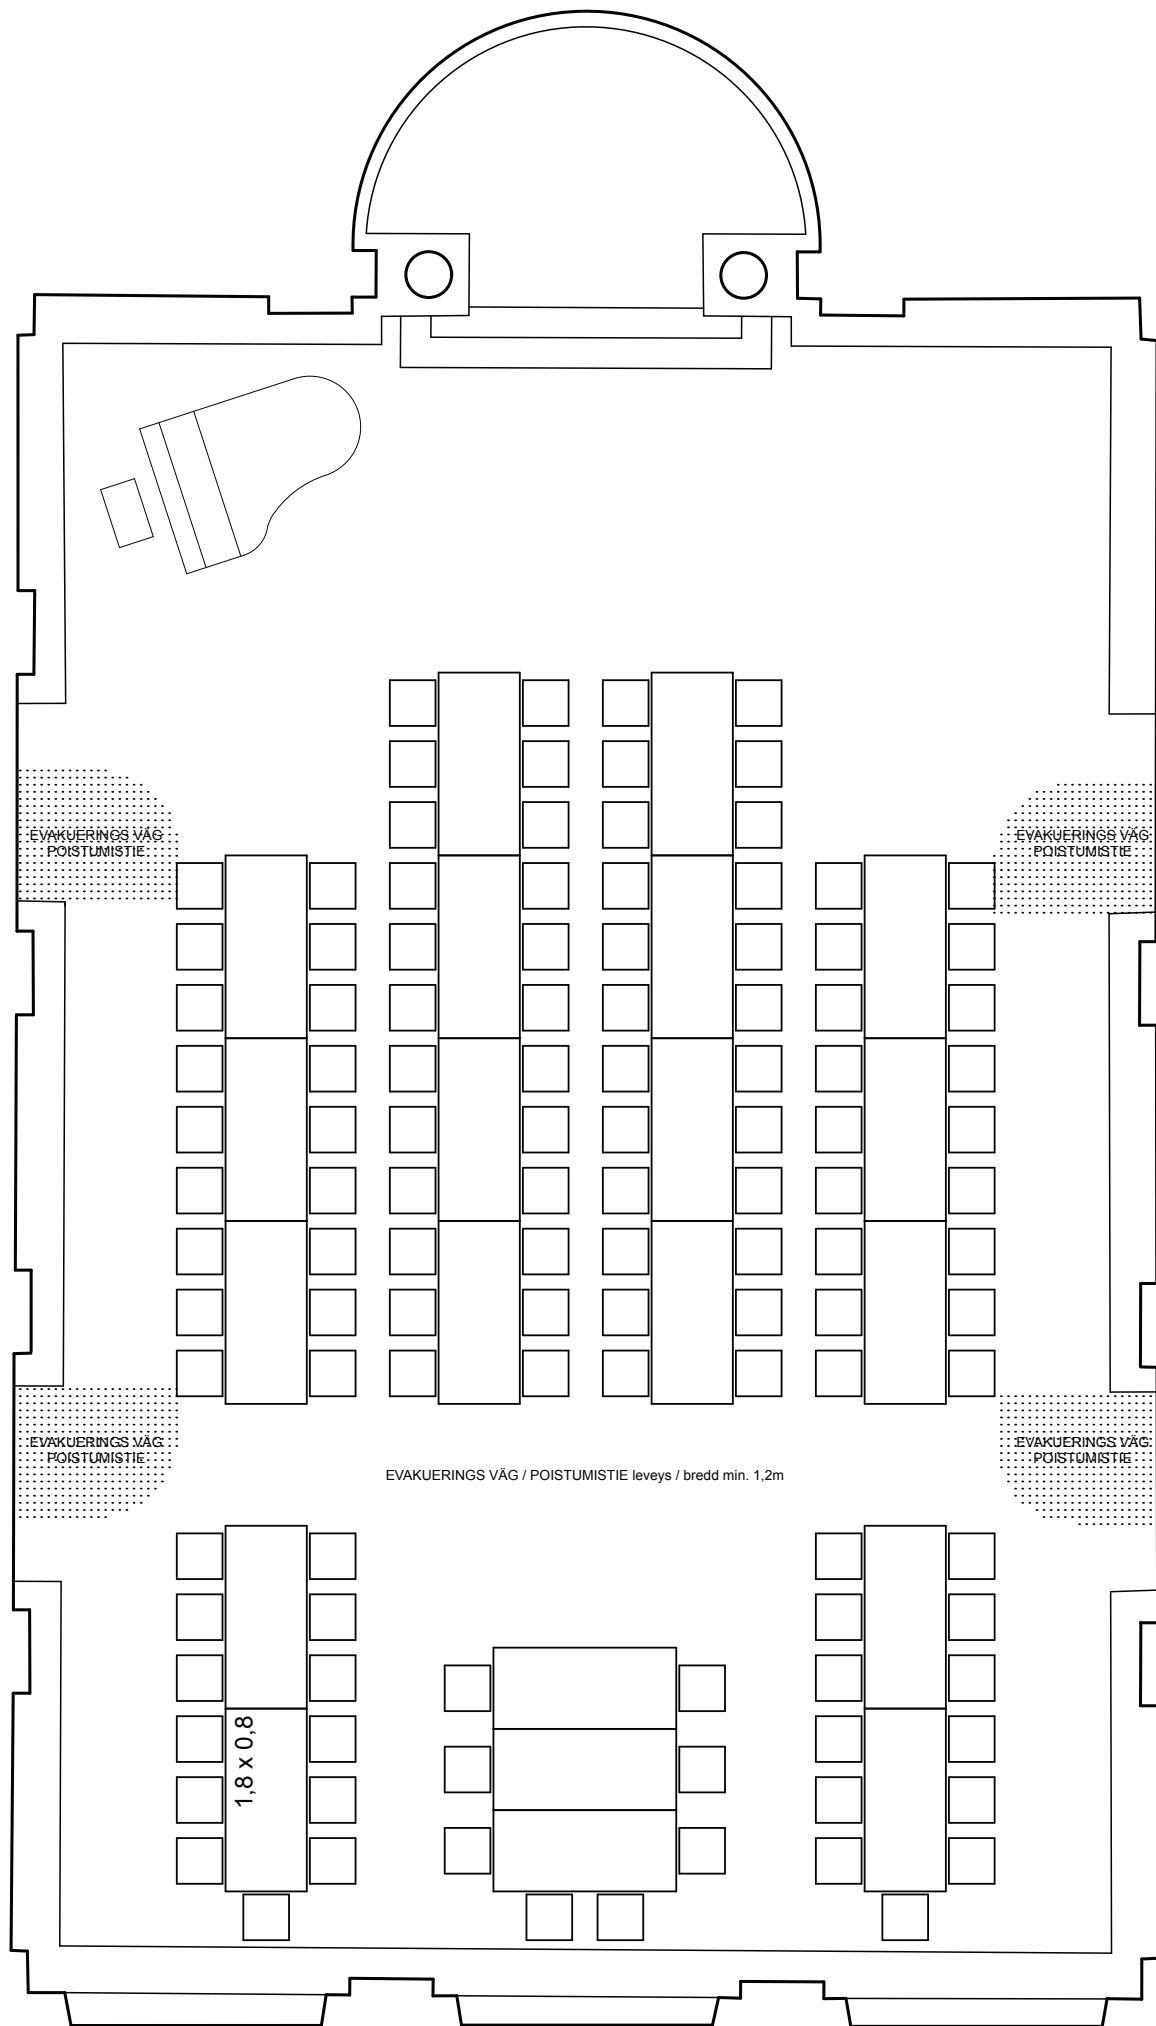 EVAKUERINGS VÄG
POISTUMISTIE
EVAKUERINGS VÄG
POISTUMISTIE
EVAKUERINGS VÄG
POISTUMISTIE
EVAKUERINGS VÄG / POISTUMISTIE leveys / bredd min. 1,2m
EVAKUERINGS VÄG
POISTUMISTIE
1,8 x 0,8